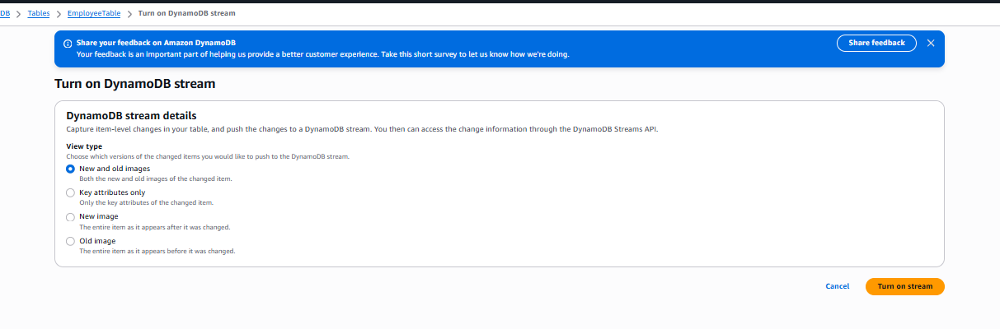 DB > Tables > EmployeeTable > Turn on DynamoDB stream
Share your feedback on Amazon DynamoDB
Your feedback is an important part of helping us provide a better customer experience. Take this short survey to let us know how we're doing.
Share feedback
Turn on DynamoDB stream
DynamoDB stream details
Capture item-level changes in your table, and push the changes to a DynamoDB stream. You then can access the change information through the DynamoDB Streams API.
View type
Choose which versions of the changed items you would like to push to the DynamoDB stream.
New and old images
Both the new and old images of the changed item.
Key attributes only
Only the key attributes of the changed item.
New image
The entire item as it appears after it was changed.
Old image
The entire item as it appears before it was changed.
Cancel
Turn on stream